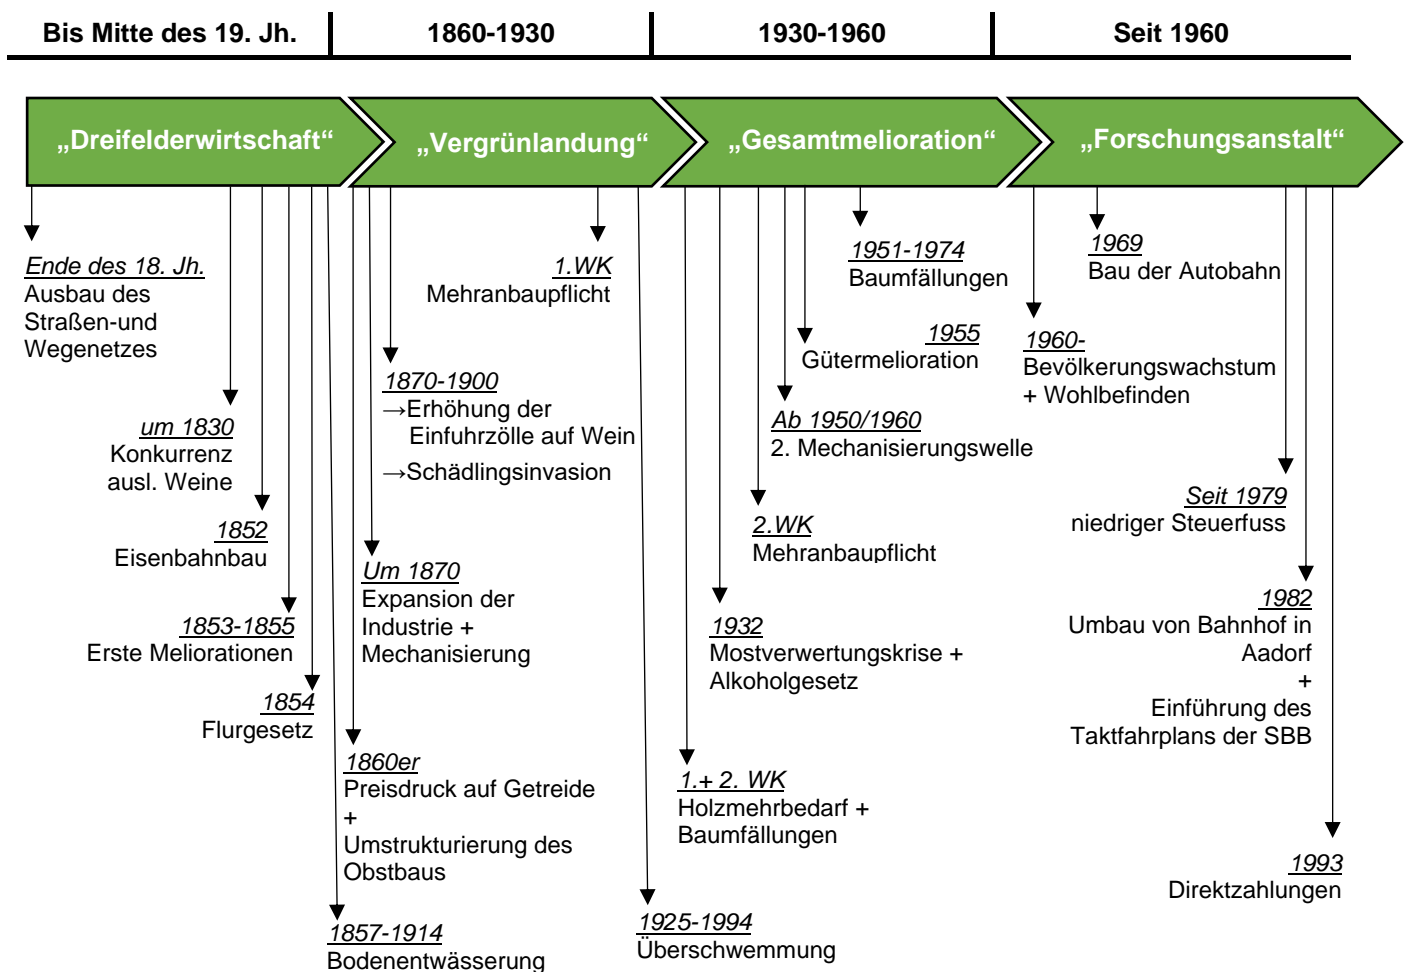 Bis Mitte des 19. Jh.
1860-1930
1930-1960
Seit 1960
„Dreifelderwirtschaft“
„Vergrünlandung“
„Gesamtmelioration“
„Forschungsanstalt“
Ende des 18. Jh.
Ausbau des
Straßen-und
Wegenetzes
um 1830
Konkurrenz
ausl. Weine
1852
Eisenbahnbau
1853-1855
Erste Meliorationen
1854
Flurgesetz
1857-1914
Bodenentwässerung
1860er
Preisdruck auf Getreide
+
Umstrukturierung des
Obstbaus
Um 1870
Expansion der
Industrie +
Mechanisierung
1870-1900
→Erhöhung der
Einfuhrzölle auf Wein
→Schädlingsinvasion
1.WK
Mehranbaupflicht
1925-1994
Überschwemmung
1.+ 2. WK
Holzmehrbedarf +
Baumfällungen
1932
Mostverwertungskrise +
Alkoholgesetz
2.WK
Mehranbaupflicht
Ab 1950/1960
2. Mechanisierungswelle
1955
Gütermelioration
1951-1974
Baumfällungen
1960-
Bevölkerungswachstum
+ Wohlbefinden
1969
Bau der Autobahn
Seit 1979
niedriger Steuerfuss
1982
Umbau von Bahnhof in
Aadorf
+
Einführung des
Taktfahrplans der SBB
1993
Direktzahlungen